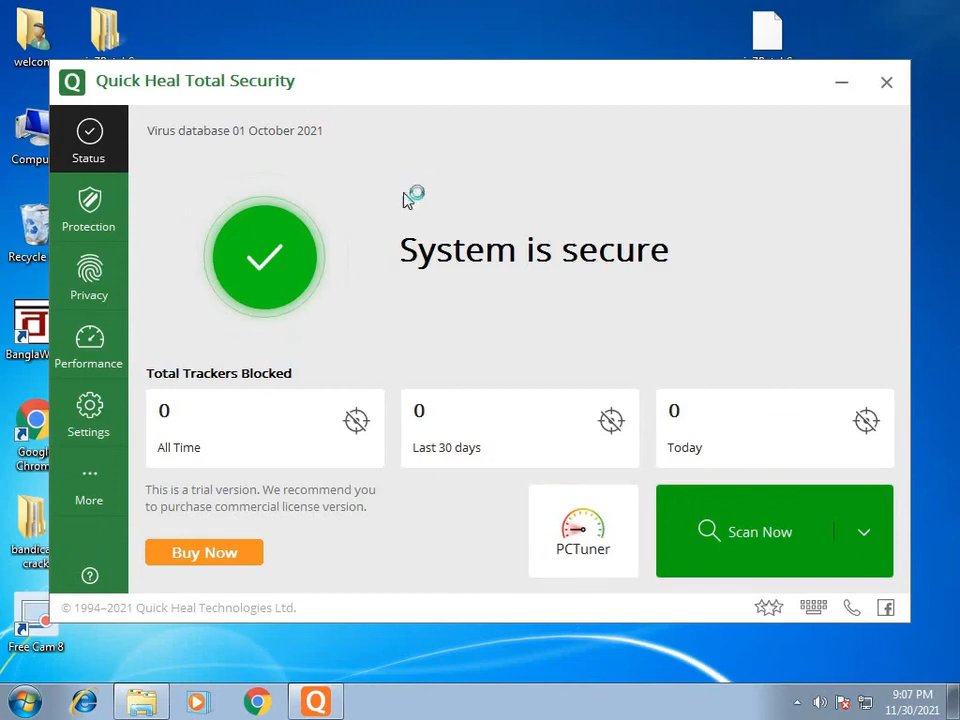 welcom
Quick Heal Total Security
Virus database 01 October 2021
Status
Compu
Protection
System is secure
Recycle
Privacy
BanglaW
Performance
Total Trackers Blocked
0
All Time
0
Last 30 days
0
Today
Settings
Google
Chrom
More
This is a trial version. We recommend you
to purchase commercial license version.
Buy Now
PCTuner
Scan Now
bandica
crack
© 1994–2021 Quick Heal Technologies Ltd.
Free Cam 8
9:07 PM
11/30/2021